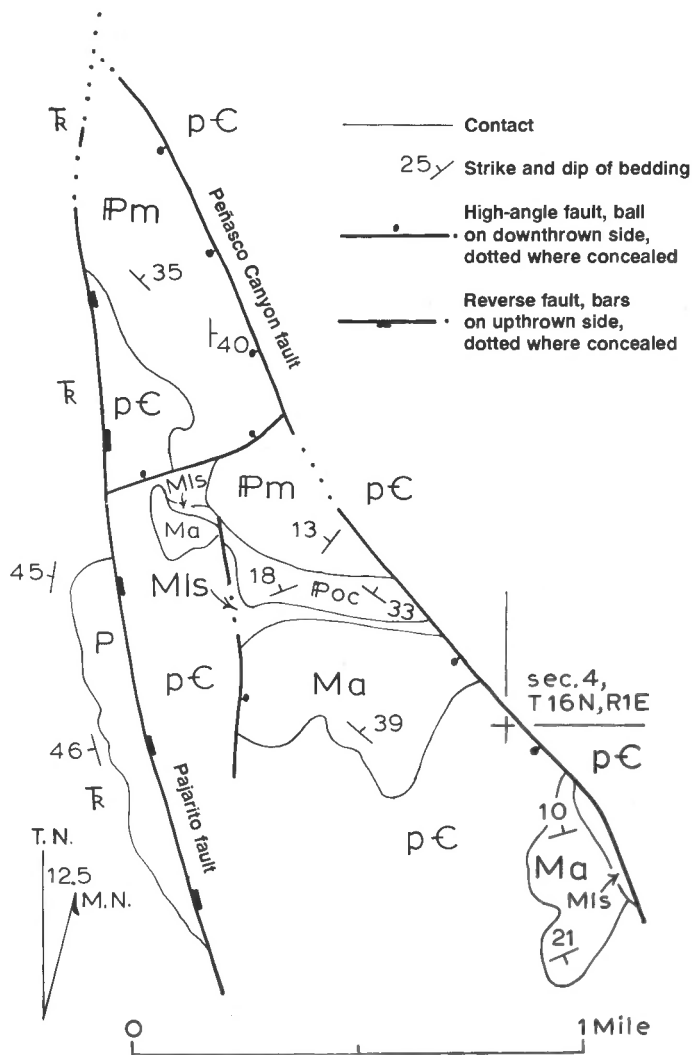 TR
p€
Contact
25 Strike and dip of bedding
High-angle fault, ball
on downthrown side,
dotted where concealed
Reverse fault, bars
on upthrown side,
dotted where concealed
ℙm
35
Peñasco Canyon fault
40
TR
p€
Mls
ℙm
p€
Ma
13
45
Mls
18
ℙoc
33
P
p€
Ma
39
sec.4,
T16N,R1E
46
TR
Pajarito fault
p€
p€
10
Ma
Mls
21
T.N.
12.5
M.N.
0
1 Mile